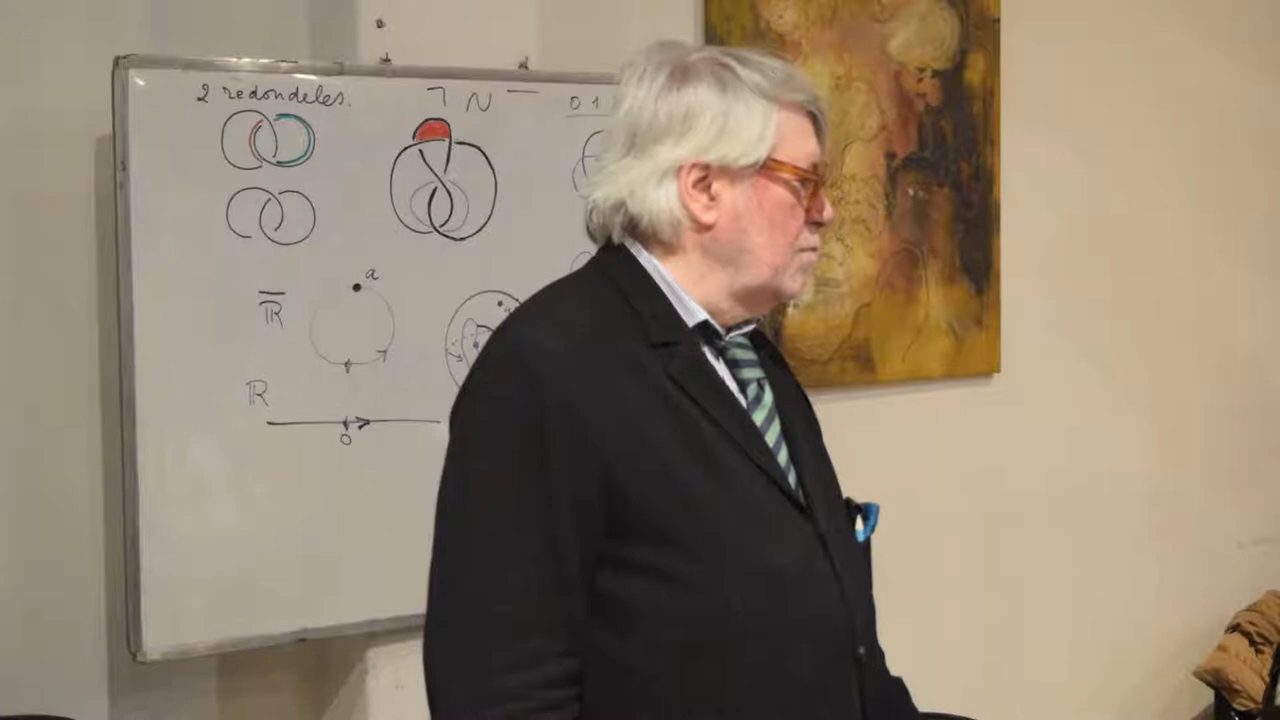 2 redondeles.
¬ N —
0 1
a
ℝ̅
ℝ
0